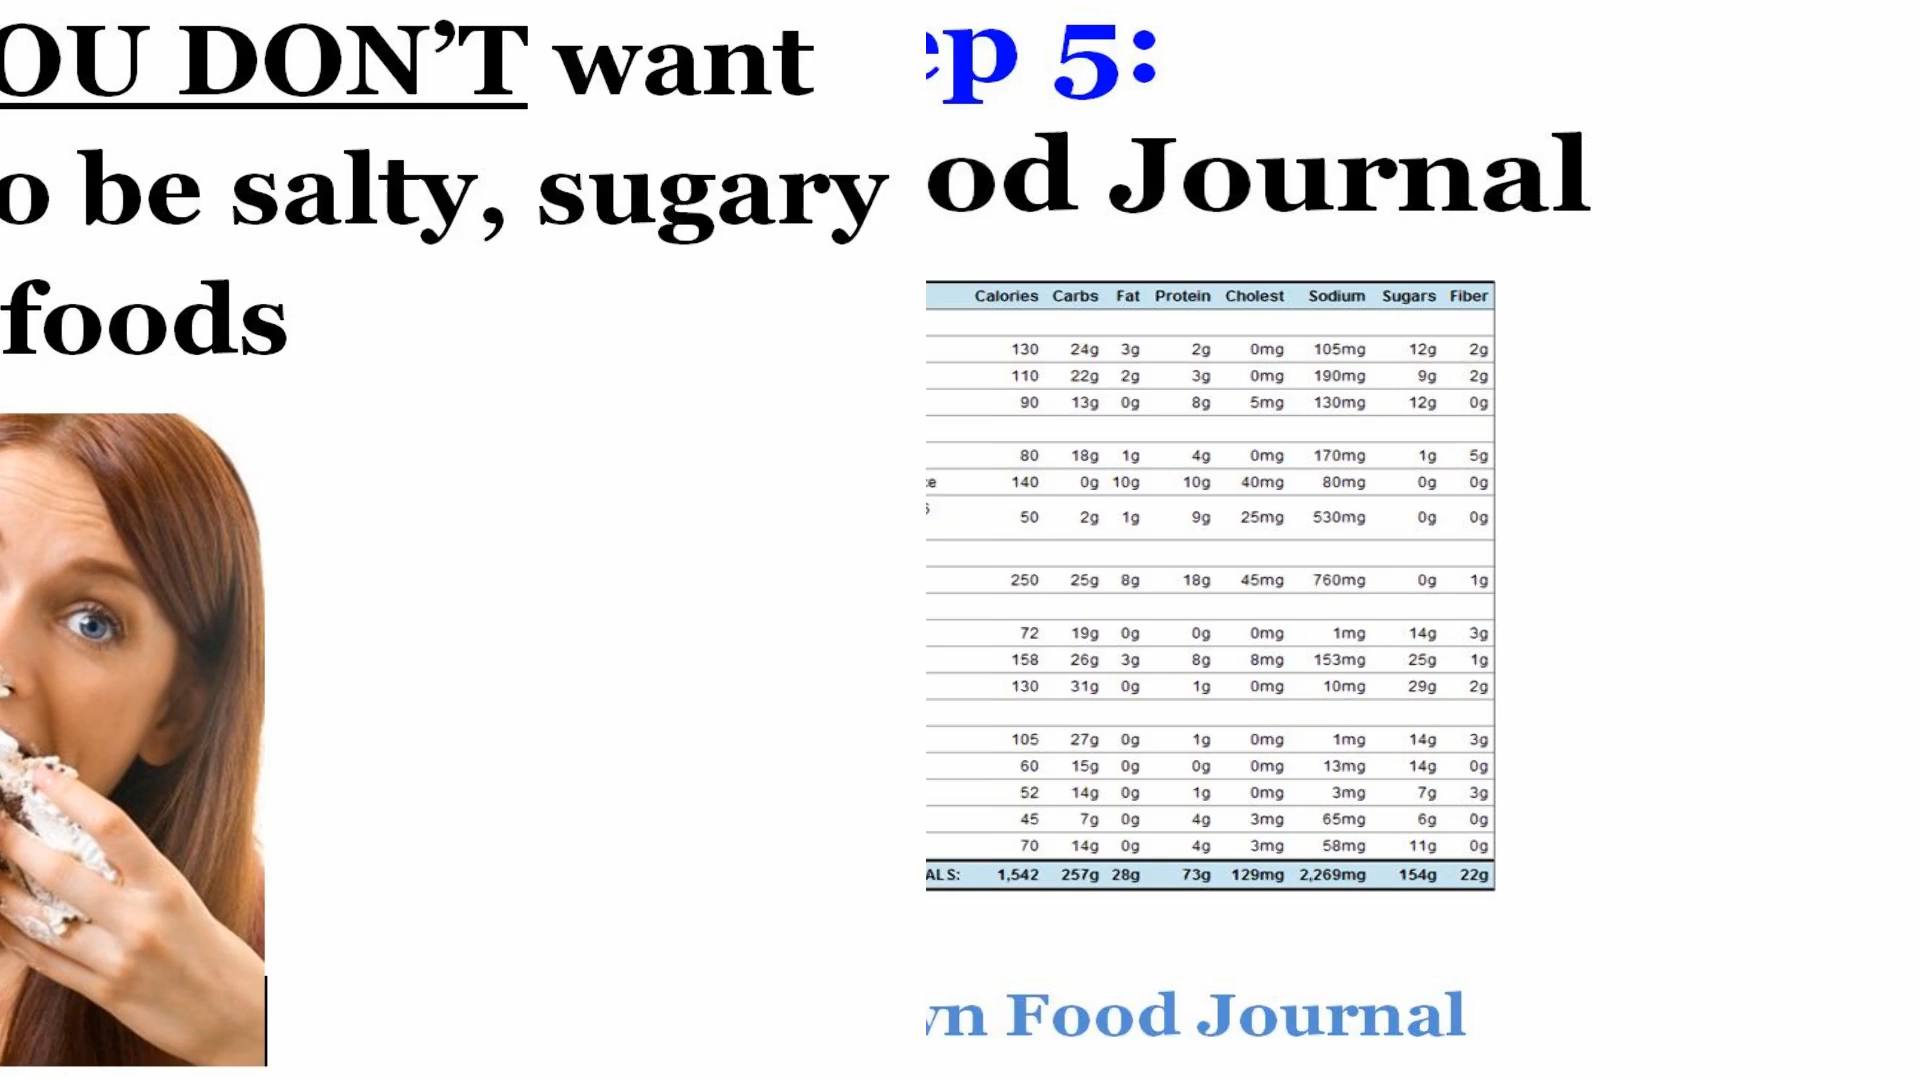 OU DON'T want
o be salty, sugary
foods
ep 5:
od Journal
Calories Carbs Fat Protein Cholest Sodium Sugars Fiber
130 24g 3g 2g 0mg 105mg 12g 2g
110 22g 2g 3g 0mg 190mg 9g 2g
90 13g 0g 8g 5mg 130mg 12g 0g
80 18g 1g 4g 0mg 170mg 1g 5g
ce 140 0g 10g 10g 40mg 80mg 0g 0g
50 2g 1g 9g 25mg 530mg 0g 0g
250 25g 8g 18g 45mg 760mg 0g 1g
72 19g 0g 0g 0mg 1mg 14g 3g
158 26g 3g 8g 8mg 153mg 25g 1g
130 31g 0g 1g 0mg 10mg 29g 2g
105 27g 0g 1g 0mg 1mg 14g 3g
60 15g 0g 0g 0mg 13mg 14g 0g
52 14g 0g 1g 0mg 3mg 7g 3g
45 7g 0g 4g 3mg 65mg 6g 0g
70 14g 0g 4g 3mg 58mg 11g 0g
ALS: 1,542 257g 28g 73g 129mg 2,269mg 154g 22g
wn Food Journal